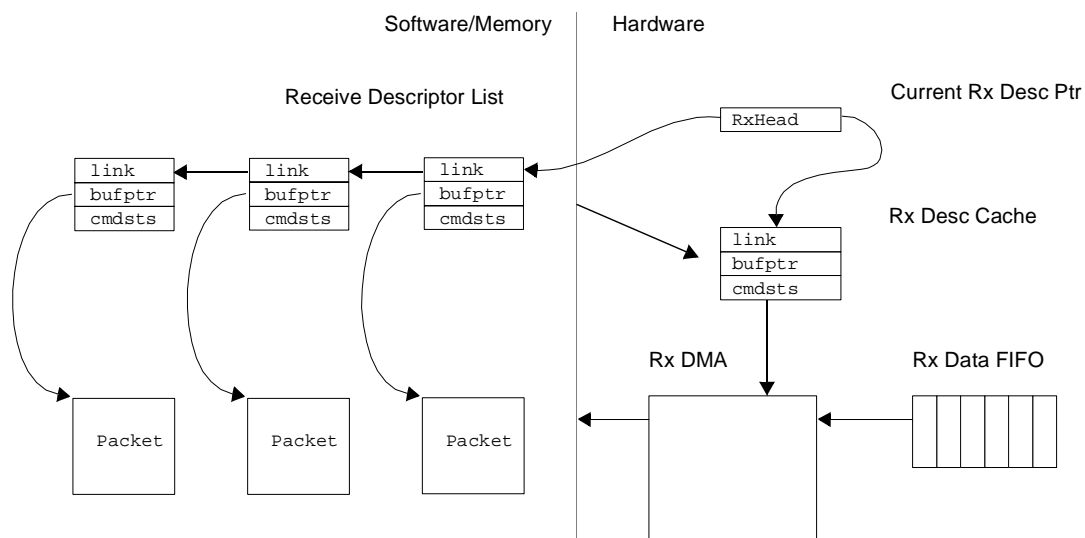 Software/Memory
Hardware
Receive Descriptor List
Current Rx Desc Ptr
RxHead
link
bufptr
cmdsts
link
bufptr
cmdsts
link
bufptr
cmdsts
Rx Desc Cache
link
bufptr
cmdsts
Rx DMA
Rx Data FIFO
Packet
Packet
Packet